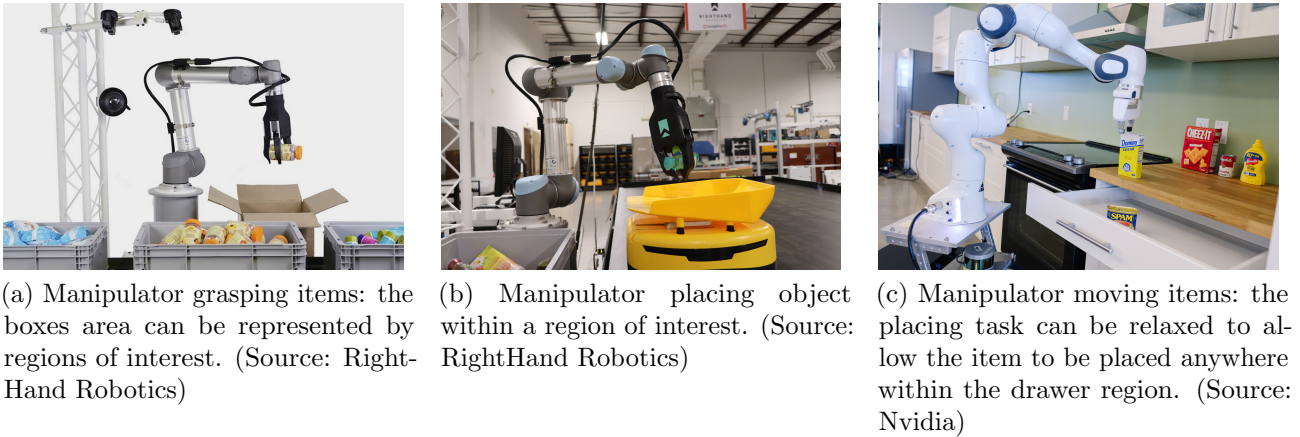 RIGHTHAND
Domino
CHEEZ-IT
SPAM
(a) Manipulator grasping items: the
boxes area can be represented by
regions of interest. (Source: Right-
Hand Robotics)
(b) Manipulator placing object
within a region of interest. (Source:
RightHand Robotics)
(c) Manipulator moving items: the
placing task can be relaxed to al-
low the item to be placed anywhere
within the drawer region. (Source:
Nvidia)